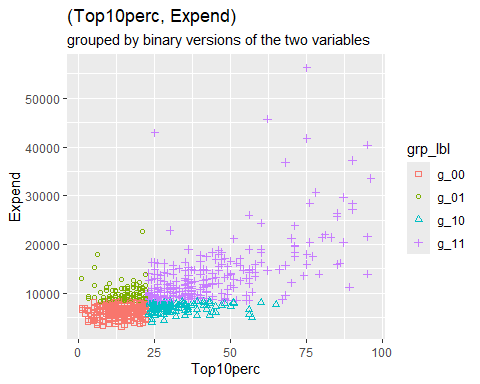 (Top10perc, Expend)
grouped by binary versions of the two variables
50000
40000
30000
20000
10000
Expend
0
25
50
75
100
Top10perc
grp_lbl
g_00
g_01
g_10
g_11